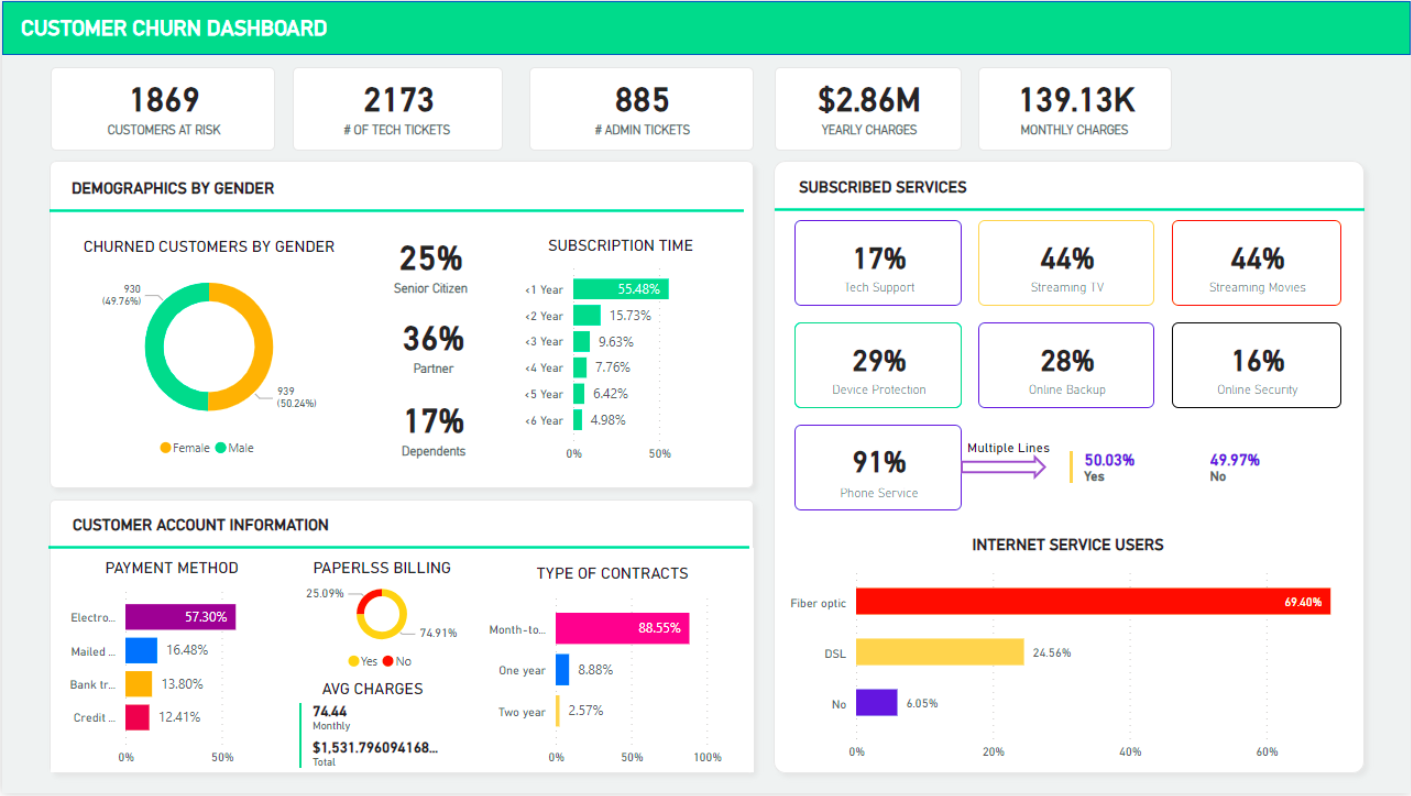 CUSTOMER CHURN DASHBOARD
1869
CUSTOMERS AT RISK
2173
# OF TECH TICKETS
885
# ADMIN TICKETS
$2.86M
YEARLY CHARGES
139.13K
MONTHLY CHARGES
DEMOGRAPHICS BY GENDER
CHURNED CUSTOMERS BY GENDER
930
(49.76%)
939
(50.24%)
Female Male
25%
Senior Citizen
36%
Partner
17%
Dependents
SUBSCRIPTION TIME
<1 Year 55.48%
<2 Year 15.73%
<3 Year 9.63%
<4 Year 7.76%
<5 Year 6.42%
<6 Year 4.98%
0% 50%
CUSTOMER ACCOUNT INFORMATION
PAYMENT METHOD
Electro... 57.30%
Mailed ... 16.48%
Bank tr... 13.80%
Credit ... 12.41%
0% 50%
PAPERLSS BILLING
25.09%
74.91%
Yes No
AVG CHARGES
74.44
Monthly
$1,531.796094168...
Total
TYPE OF CONTRACTS
Month-to... 88.55%
One year 8.88%
Two year 2.57%
0% 50% 100%
SUBSCRIBED SERVICES
17%
Tech Support
44%
Streaming TV
44%
Streaming Movies
29%
Device Protection
28%
Online Backup
16%
Online Security
91%
Phone Service
Multiple Lines
50.03%
Yes
49.97%
No
INTERNET SERVICE USERS
Fiber optic 69.40%
DSL 24.56%
No 6.05%
0% 20% 40% 60%